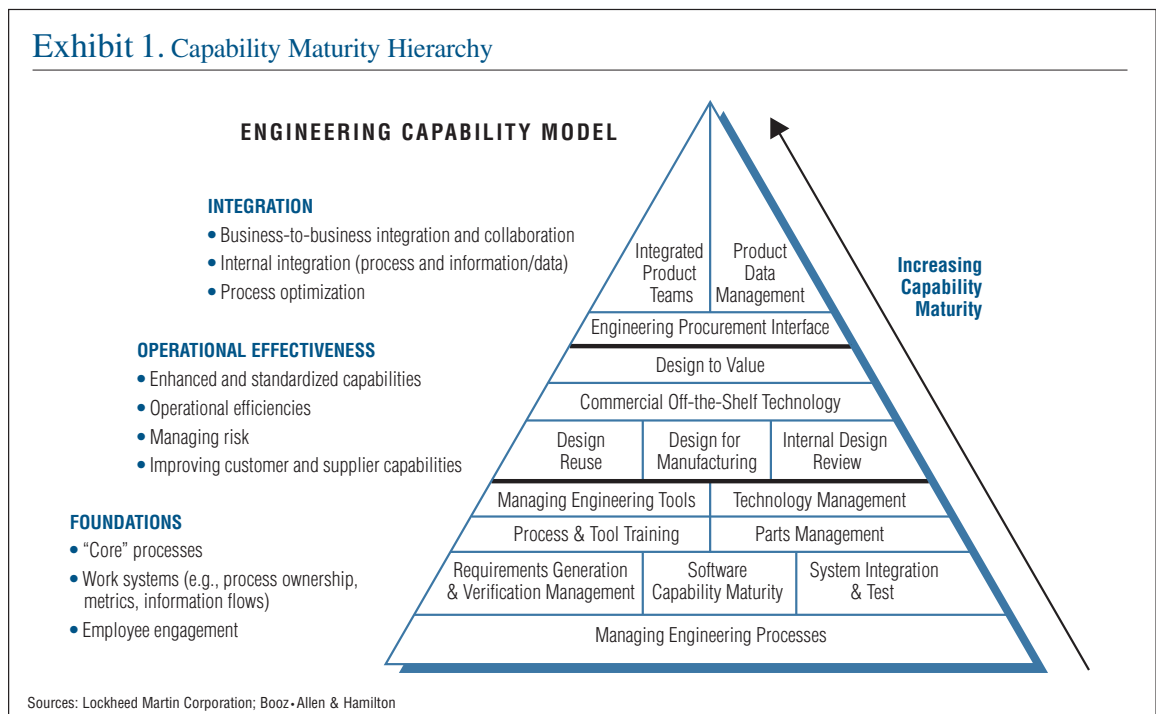 Exhibit 1. Capability Maturity Hierarchy
ENGINEERING CAPABILITY MODEL
INTEGRATION
• Business-to-business integration and collaboration
• Internal integration (process and information/data)
• Process optimization
OPERATIONAL EFFECTIVENESS
• Enhanced and standardized capabilities
• Operational efficiencies
• Managing risk
• Improving customer and supplier capabilities
FOUNDATIONS
• “Core” processes
• Work systems (e.g., process ownership,
metrics, information flows)
• Employee engagement
Integrated
Product
Teams
Product
Data
Management
Engineering Procurement Interface
Design to Value
Commercial Off-the-Shelf Technology
Design
Reuse
Design for
Manufacturing
Internal Design
Review
Managing Engineering Tools
Technology Management
Process & Tool Training
Parts Management
Requirements Generation
& Verification Management
Software
Capability Maturity
System Integration
& Test
Managing Engineering Processes
Increasing
Capability
Maturity
Sources: Lockheed Martin Corporation; Booz•Allen & Hamilton